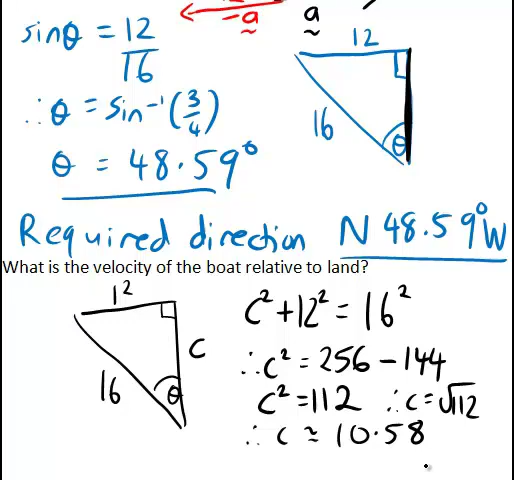 sinθ = 12/16
-a
a
12
16
θ
∴ θ = sin⁻¹(3/4)
θ = 48.59°
Required direction N 48.59°W
What is the velocity of the boat relative to land?
12
c
16
θ
c² + 12² = 16²
∴ c² = 256 - 144
c² = 112 ∴ c = √112
∴ c ≃ 10.58